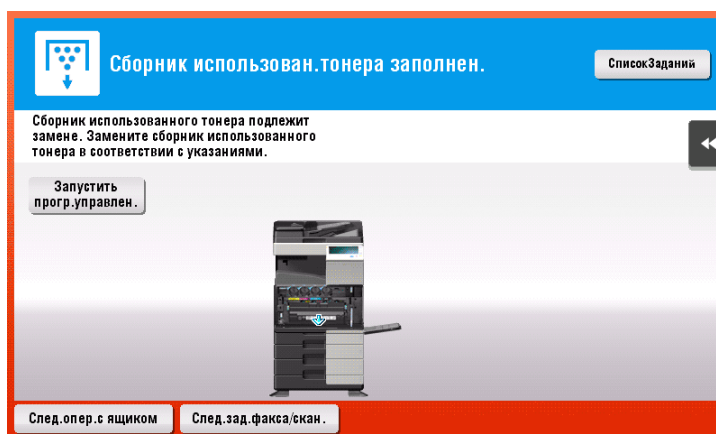 Сборник использован.тонера заполнен.
СписокЗаданий
Сборник использованного тонера подлежит
замене. Замените сборник использованного
тонера в соответствии с указаниями.
Запустить
прогр.управлен.
След.опер.с ящиком
След.зад.факса/скан.